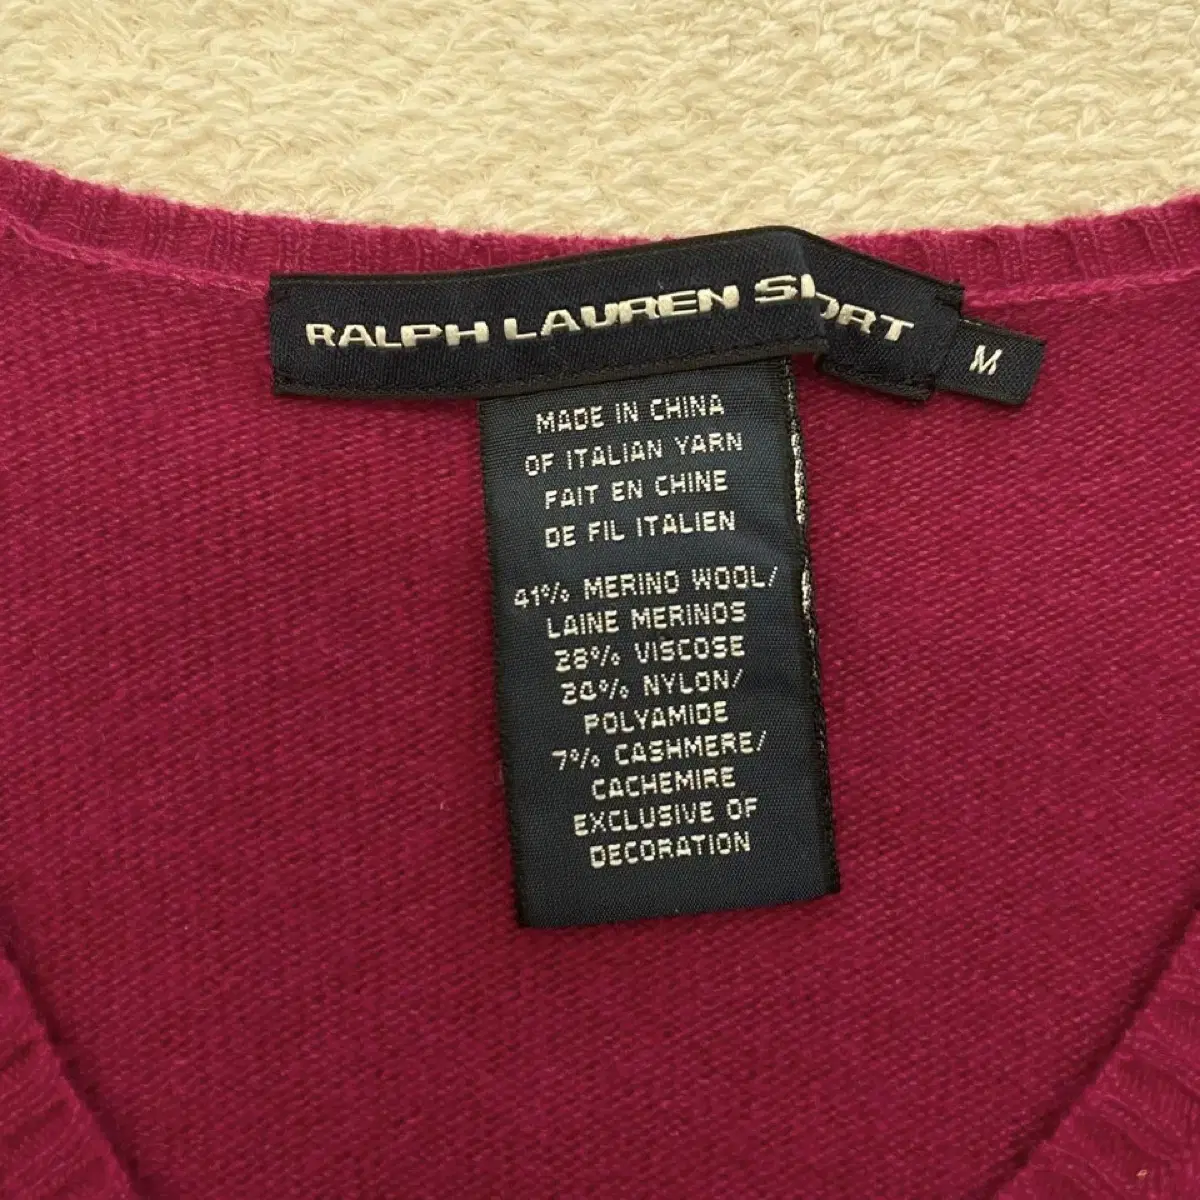 RALPH LAUREN SPORT
M
MADE IN CHINA
OF ITALIAN YARN
FAIT EN CHINE
DE FIL ITALIEN
41% MERINO WOOL/
LAINE MERINOS
28% VISCOSE
24% NYLON/
POLYAMIDE
7% CASHMERE/
CACHEMIRE
EXCLUSIVE OF
DECORATION